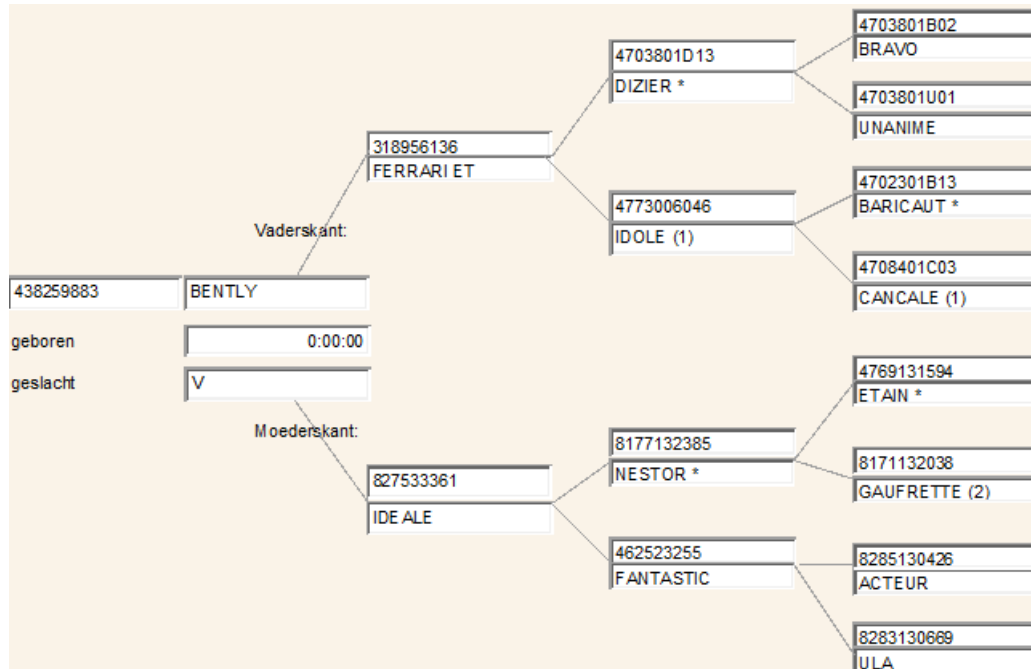 4703801B02
BRAVO
4703801D13
DIZIER *
4703801U01
UNANIME
318956136
FERRARI ET
4702301B13
BARICAUT *
4773006046
IDOLE (1)
Vaderskant:
4708401C03
CANCALE (1)
438259883 BENTLY
geboren 0:00:00
geslacht V
4769131594
ETAIN *
Moederskant:
8177132385
NESTOR *
8171132038
GAUFRETTE (2)
827533361
IDEALE
462523255
FANTASTIC
8285130426
ACTEUR
8283130669
ULA